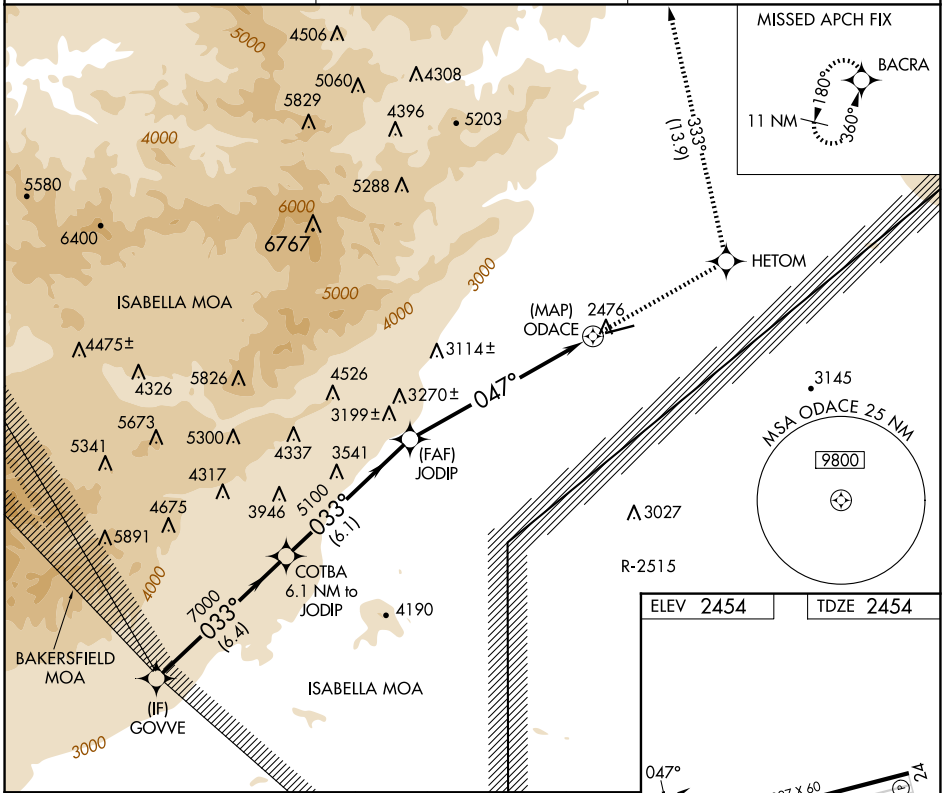 5000
4506
5060
4308
5829
4396
5203
4000
5288
5580
6000
6400
6767
333°
(13.9)
MISSED APCH FIX
BACRA
180°
11 NM
360°
HETOM
3000
5000
ISABELLA MOA
4000
(MAP)
ODACE
2476
4475±
3114±
4326
5826
4526
3270±
047°
3199±
3145
5673
5300
4337
(FAF)
JODIP
MSA ODACE 25 NM
9800
5341
4317
3541
3946
5100
033°
(6.1)
4675
5891
3027
R-2515
4000
COTBA
6.1 NM to
JODIP
7000
033°
(6.4)
4190
BAKERSFIELD
MOA
ISABELLA MOA
(IF)
GOVVE
3000
ELEV 2454
TDZE 2454
047°
X 60
P
24